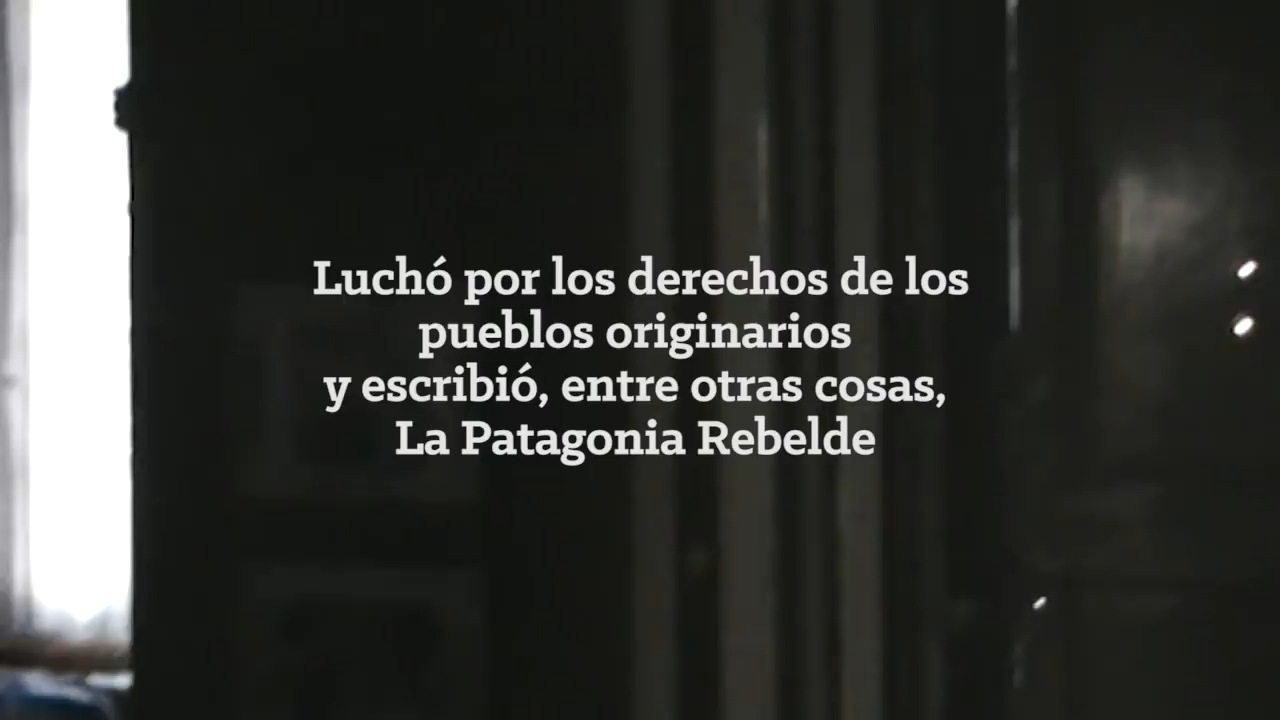 Luchó por los derechos de los
pueblos originarios
y escribió, entre otras cosas,
La Patagonia Rebelde